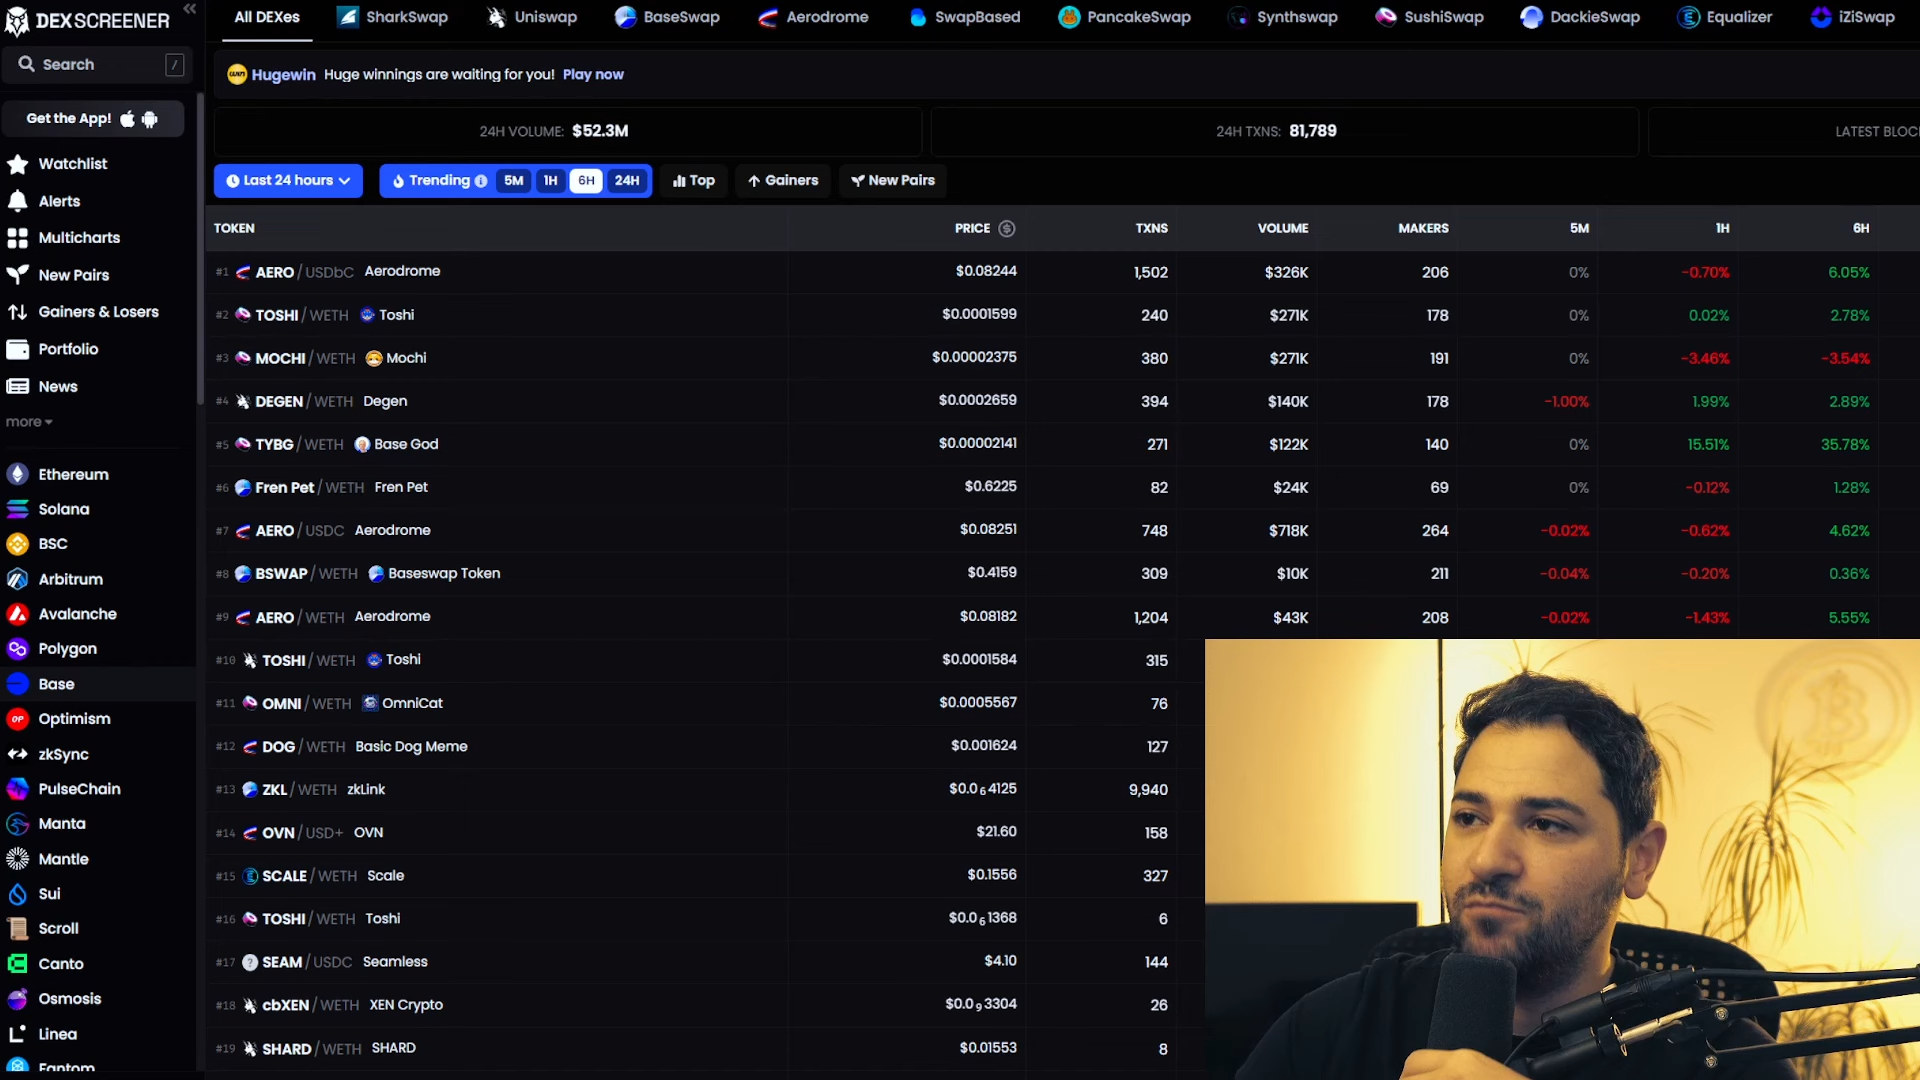 DEX SCREENER
All DEXes SharkSwap Uniswap BaseSwap Aerodrome SwapBased PancakeSwap Synthswap SushiSwap DackieSwap Equalizer iZiSwap
Search /
Hugewin Huge winnings are waiting for you! Play now
Get the App!
24H VOLUME: $52.3M
24H TXNS: 81,789
LATEST BLOC
Last 24 hours Trending 5M 1H 6H 24H Top Gainers New Pairs
Watchlist
Alerts
Multicharts
New Pairs
Gainers & Losers
Portfolio
News
more
Ethereum
Solana
BSC
Arbitrum
Avalanche
Polygon
Base
Optimism
zkSync
PulseChain
Manta
Mantle
Sui
Scroll
Canto
Osmosis
Linea
Fantom
TOKEN PRICE TXNS VOLUME MAKERS 5M 1H 6H
#1 AERO / USDbC Aerodrome $0.08244 1,502 $326K 206 0% -0.70% 6.05%
#2 TOSHI / WETH Toshi $0.0001599 240 $271K 178 0% 0.02% 2.78%
#3 MOCHI / WETH Mochi $0.00002375 380 $271K 191 0% -3.46% -3.54%
#4 DEGEN / WETH Degen $0.0002659 394 $140K 178 -1.00% 1.99% 2.89%
#5 TYBG / WETH Base God $0.00002141 271 $122K 140 0% 15.51% 35.78%
#6 Fren Pet / WETH Fren Pet $0.6225 82 $24K 69 0% -0.12% 1.28%
#7 AERO / USDC Aerodrome $0.08251 748 $718K 264 -0.02% -0.62% 4.62%
#8 BSWAP / WETH Baseswap Token $0.4159 309 $10K 211 -0.04% -0.20% 0.36%
#9 AERO / WETH Aerodrome $0.08182 1,204 $43K 208 -0.02% -1.43% 5.55%
#10 TOSHI / WETH Toshi $0.0001584 315
#11 OMNI / WETH OmniCat $0.0005567 76
#12 DOG / WETH Basic Dog Meme $0.001624 127
#13 ZKL / WETH zkLink $0.0₆4125 9,940
#14 OVN / USD+ OVN $21.60 158
#15 SCALE / WETH Scale $0.1556 327
#16 TOSHI / WETH Toshi $0.0₆1368 6
#17 SEAM / USDC Seamless $4.10 144
#18 cbXEN / WETH XEN Crypto $0.0₉3304 26
#19 SHARD / WETH SHARD $0.01553 8